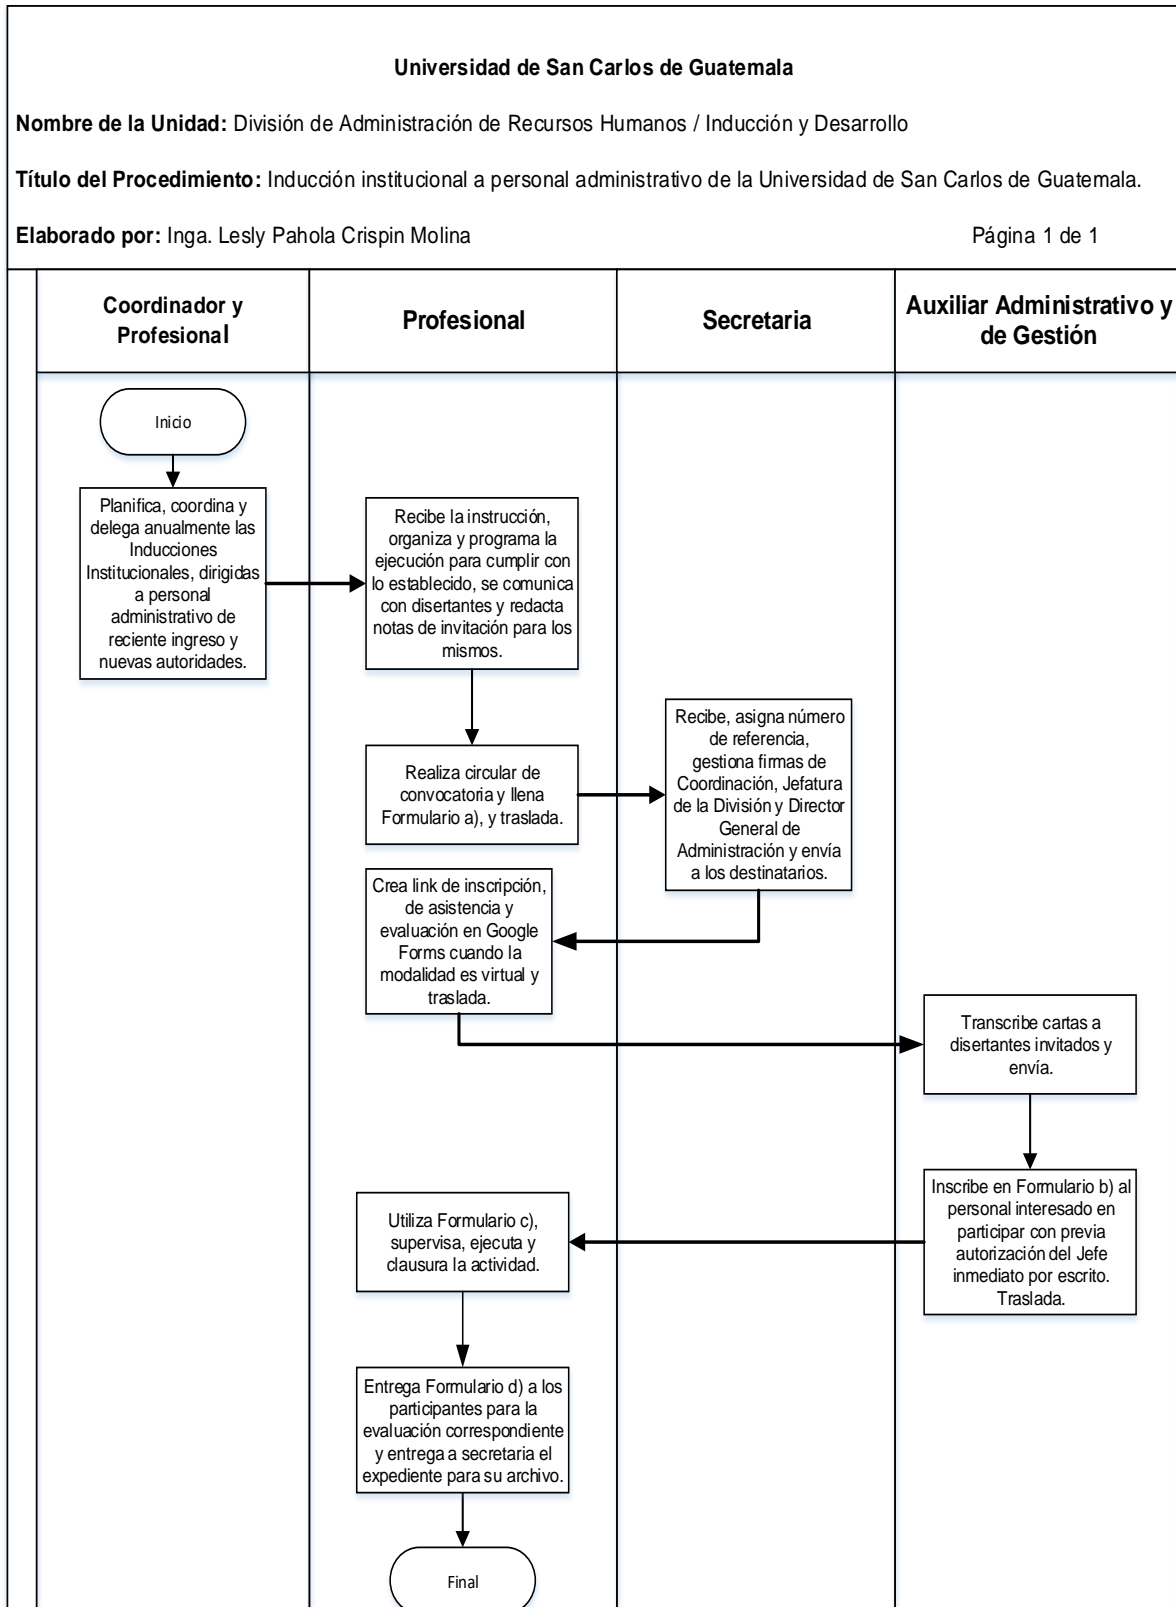 Universidad de San Carlos de Guatemala
Nombre de la Unidad: División de Administración de Recursos Humanos / Inducción y Desarrollo
Título del Procedimiento: Inducción institucional a personal administrativo de la Universidad de San Carlos de Guatemala.
Elaborado por: Inga. Lesly Pahola Crispin Molina
Página 1 de 1
Coordinador y
Profesional
Profesional
Secretaria
Auxiliar Administrativo y
de Gestión
Inicio
Planifica, coordina y
delega anualmente las
Inducciones
Institucionales, dirigidas
a personal
administrativo de
reciente ingreso y
nuevas autoridades.
Recibe la instrucción,
organiza y programa la
ejecución para cumplir con
lo establecido, se comunica
con disertantes y redacta
notas de invitación para los
mismos.
Realiza circular de
convocatoria y llena
Formulario a), y traslada.
Recibe, asigna número
de referencia,
gestiona firmas de
Coordinación, Jefatura
de la División y Director
General de
Administración y envía
a los destinatarios.
Crea link de inscripción,
de asistencia y
evaluación en Google
Forms cuando la
modalidad es virtual y
traslada.
Transcribe cartas a
disertantes invitados y
envía.
Inscribe en Formulario b) al
personal interesado en
participar con previa
autorización del Jefe
inmediato por escrito.
Traslada.
Utiliza Formulario c),
supervisa, ejecuta y
clausura la actividad.
Entrega Formulario d) a los
participantes para la
evaluación correspondiente
y entrega a secretaria el
expediente para su archivo.
Final